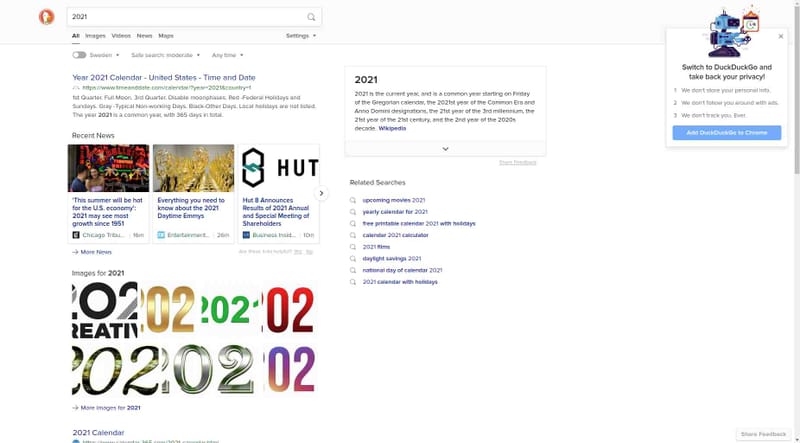 2021
All Images Videos News Maps Settings
Sweden Safe search: moderate Any time
Year 2021 Calendar - United States - Time and Date
https://www.timeanddate.com/calendar/?year=2021&country=1
1st Quarter. Full Moon. 3rd Quarter. Disable moonphases. Red -Federal Holidays and
Sundays. Gray -Typical Non-working Days. Black-Other Days. Local holidays are not listed.
The year 2021 is a common year, with 365 days in total.
Recent News
'This summer will be hot
for the U.S. economy':
2021 may see most
growth since 1951
Chicago Tribu... 16m
Everything you need to
know about the 2021
Daytime Emmys
Entertainment... 26m
HUT
Hut 8 Announces
Results of 2021 Annual
and Special Meeting of
Shareholders
Business Insid... 10m
More News
Are these links helpful? Yes No
Images for 2021
202
REATIV
202
2021
202
202
202
202
202
More Images for 2021
2021 Calendar
2021
2021 is the current year, and is a common year starting on Friday
of the Gregorian calendar, the 2021st year of the Common Era and
Anno Domini designations, the 21st year of the 3rd millennium, the
21st year of the 21st century, and the 2nd year of the 2020s
decade. Wikipedia
Share Feedback
Related Searches
upcoming movies 2021
yearly calendar for 2021
free printable calendar 2021 with holidays
calendar 2021 calculator
2021 films
daylight savings 2021
national day of calendar 2021
2021 calendar with holidays
Switch to DuckDuckGo and
take back your privacy!
1 We don't store your personal info.
2 We don't follow you around with ads.
3 We don't track you. Ever.
Add DuckDuckGo to Chrome
Share Feedback